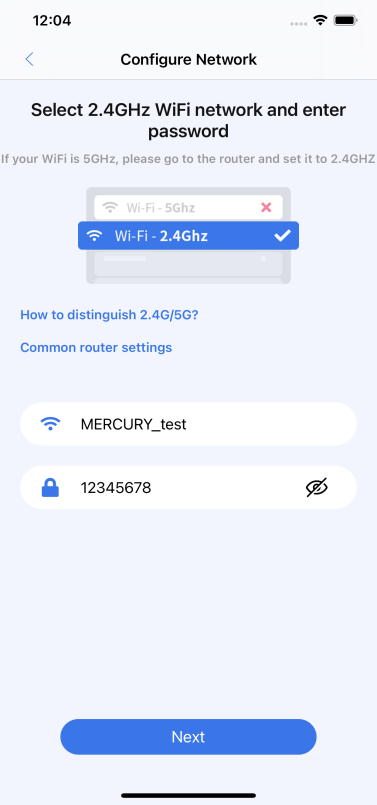 12:04
Configure Network
Select 2.4GHz WiFi network and enter
password
If your WiFi is 5GHz, please go to the router and set it to 2.4GHZ
Wi-Fi - 5Ghz
Wi-Fi - 2.4Ghz
How to distinguish 2.4G/5G?
Common router settings
MERCURY_test
12345678
Next